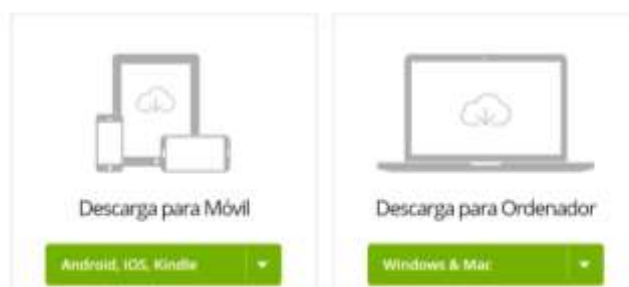 Descarga para Móvil
Android, iOS, Kindle
Descarga para Ordenador
Windows & Mac